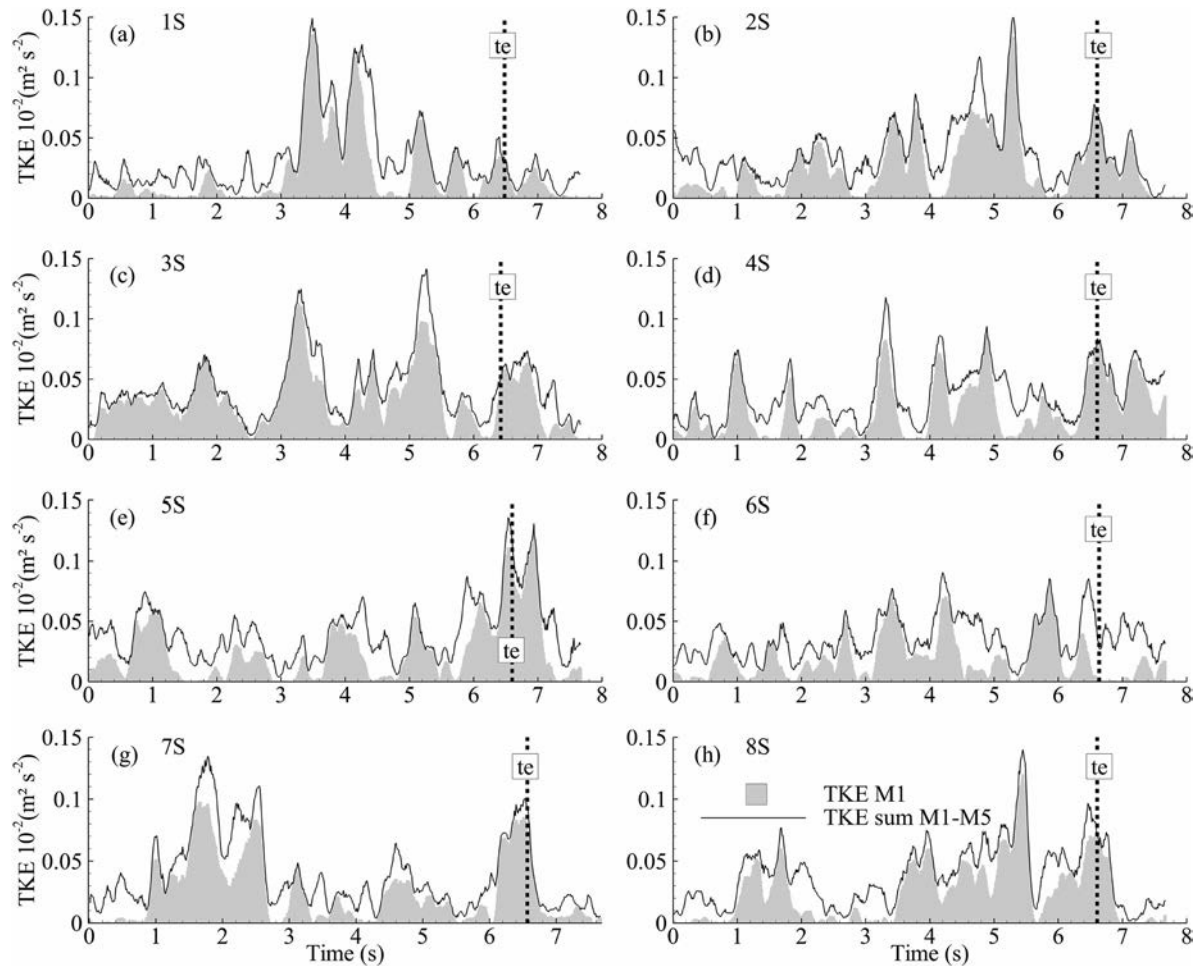 (a) 1S
te
TKE 10⁻² (m² s⁻²)
0.15
0.1
0.05
0
0 1 2 3 4 5 6 7 8
(b) 2S
te
0.15
0.1
0.05
0
0 1 2 3 4 5 6 7 8
(c) 3S
te
TKE 10⁻² (m² s⁻²)
0.15
0.1
0.05
0
0 1 2 3 4 5 6 7 8
(d) 4S
te
0.15
0.1
0.05
0
0 1 2 3 4 5 6 7 8
(e) 5S
te
TKE 10⁻² (m² s⁻²)
0.15
0.1
0.05
0
0 1 2 3 4 5 6 7 8
(f) 6S
te
0.15
0.1
0.05
0
0 1 2 3 4 5 6 7 8
(g) 7S
te
TKE 10⁻² (m² s⁻²)
0.15
0.1
0.05
0
0 1 2 3 4 5 6 7
Time (s)
(h) 8S
te
TKE M1
TKE sum M1-M5
0.15
0.1
0.05
0
0 1 2 3 4 5 6 7 8
Time (s)